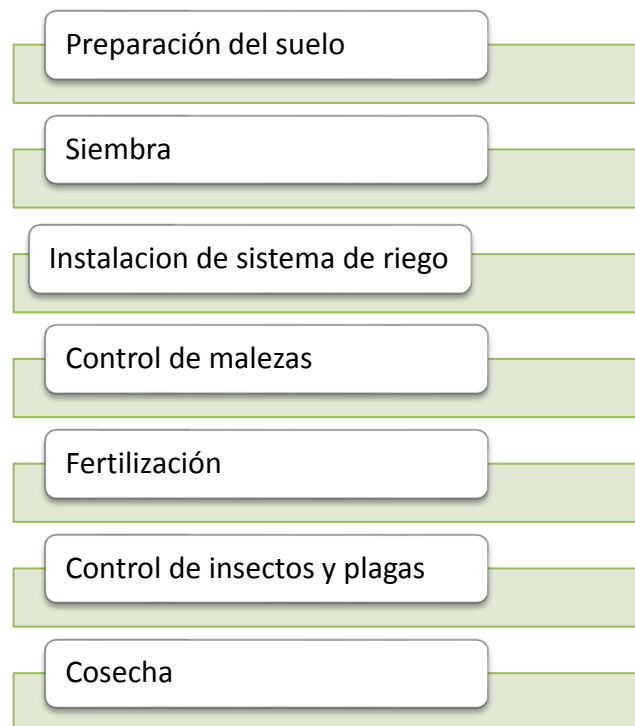 Preparación del suelo
Siembra
Instalacion de sistema de riego
Control de malezas
Fertilización
Control de insectos y plagas
Cosecha